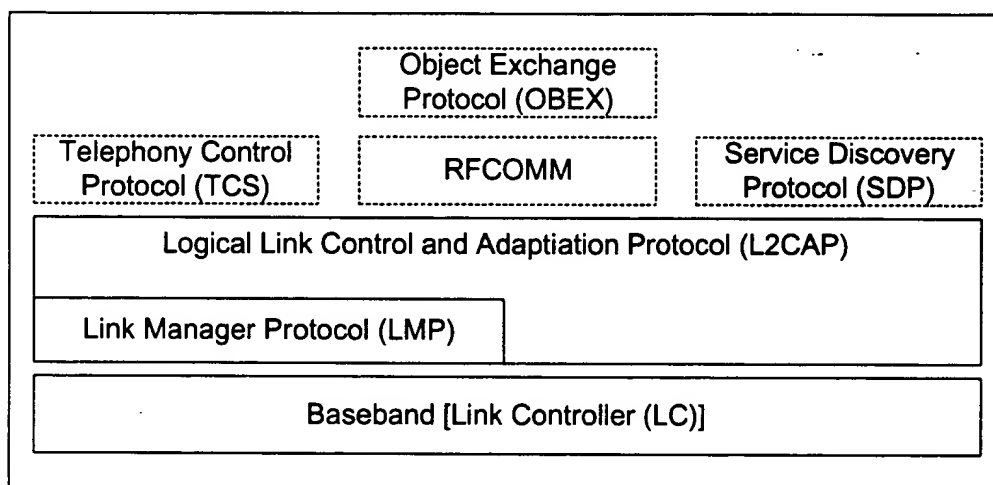 Object Exchange
Protocol (OBEX)
Telephony Control
Protocol (TCS)
RFCOMM
Service Discovery
Protocol (SDP)
Logical Link Control and Adaptiation Protocol (L2CAP)
Link Manager Protocol (LMP)
Baseband [Link Controller (LC)]